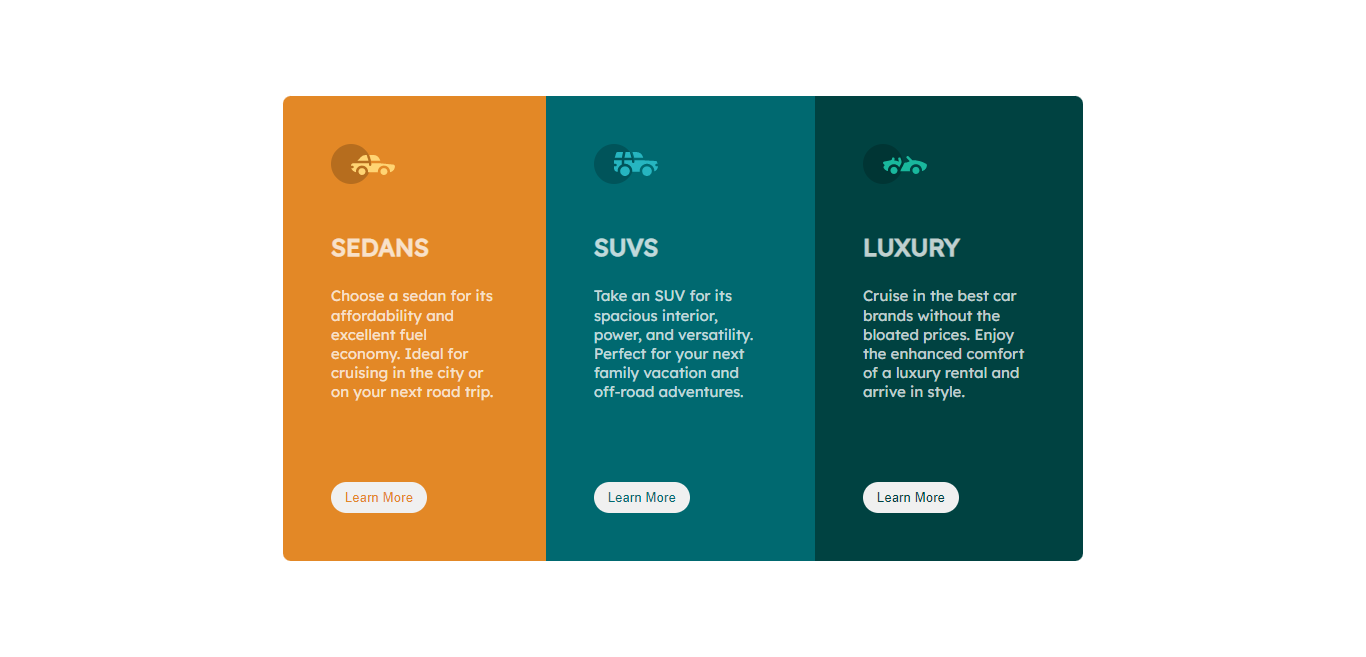 SEDANS
Choose a sedan for its
affordability and
excellent fuel
economy. Ideal for
cruising in the city or
on your next road trip.
Learn More
SUVS
Take an SUV for its
spacious interior,
power, and versatility.
Perfect for your next
family vacation and
off-road adventures.
Learn More
LUXURY
Cruise in the best car
brands without the
bloated prices. Enjoy
the enhanced comfort
of a luxury rental and
arrive in style.
Learn More